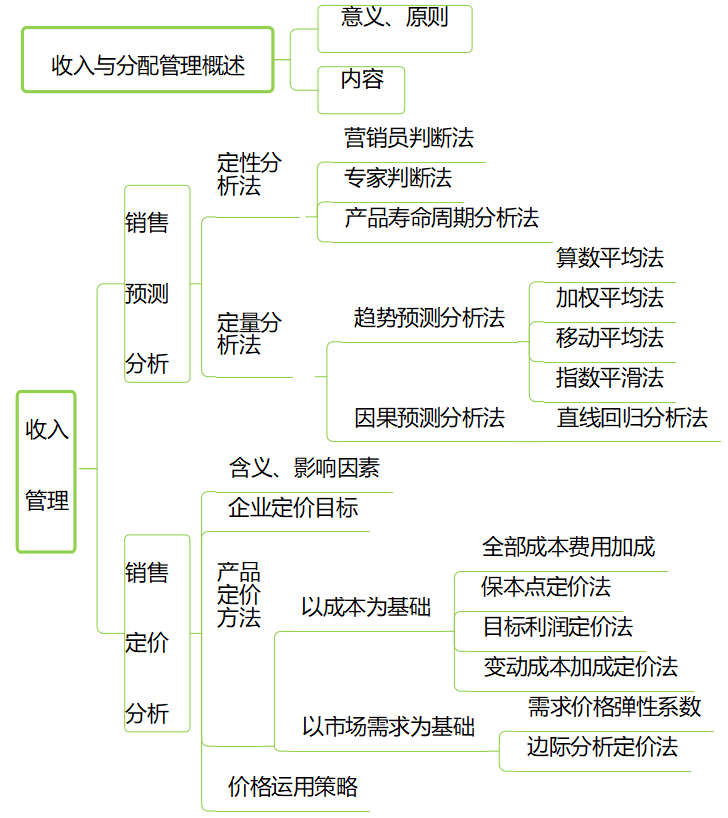 收入与分配管理概述
意义、原则
内容
收入
管理
销售
预测
分析
定性分
析法
营销员判断法
专家判断法
产品寿命周期分析法
定量分
析法
趋势预测分析法
算数平均法
加权平均法
移动平均法
指数平滑法
因果预测分析法
直线回归分析法
销售
定价
分析
含义、影响因素
企业定价目标
产品
定价
方法
以成本为基础
全部成本费用加成
保本点定价法
目标利润定价法
变动成本加成定价法
以市场需求为基础
需求价格弹性系数
边际分析定价法
价格运用策略